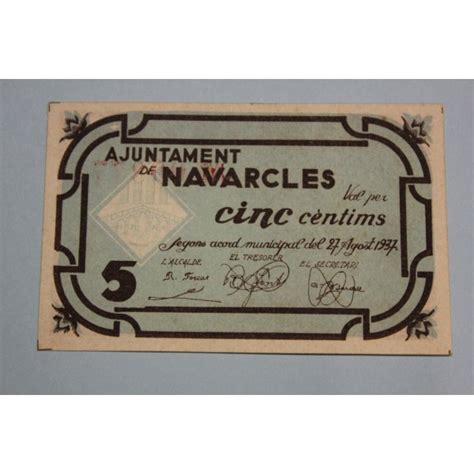 AJUNTAMENT
DE NAVARCLES
Val per
cinc cèntims
Segons acord municipal del 27 Agost 1937
L'ALCALDE EL TRESORER EL SECRETARI
5